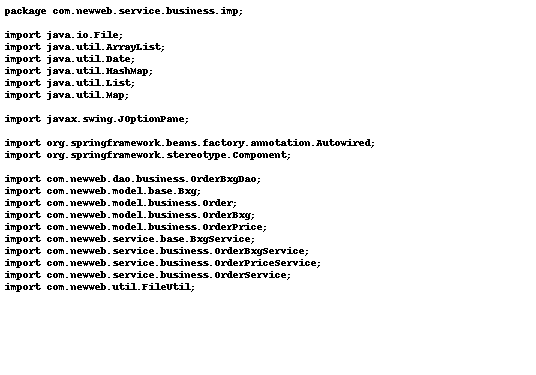 package com.newweb.service.business.imp;
import java.io.File;
import java.util.ArrayList;
import java.util.Date;
import java.util.HashMap;
import java.util.List;
import java.util.Map;
import javax.swing.JOptionPane;
import org.springframework.beans.factory.annotation.Autowired;
import org.springframework.stereotype.Component;
import com.newweb.dao.business.OrderBxgDao;
import com.newweb.model.base.Bxg;
import com.newweb.model.business.Order;
import com.newweb.model.business.OrderBxg;
import com.newweb.model.business.OrderPrice;
import com.newweb.service.base.BxgService;
import com.newweb.service.business.OrderBxgService;
import com.newweb.service.business.OrderPriceService;
import com.newweb.service.business.OrderService;
import com.newweb.util.FileUtil;